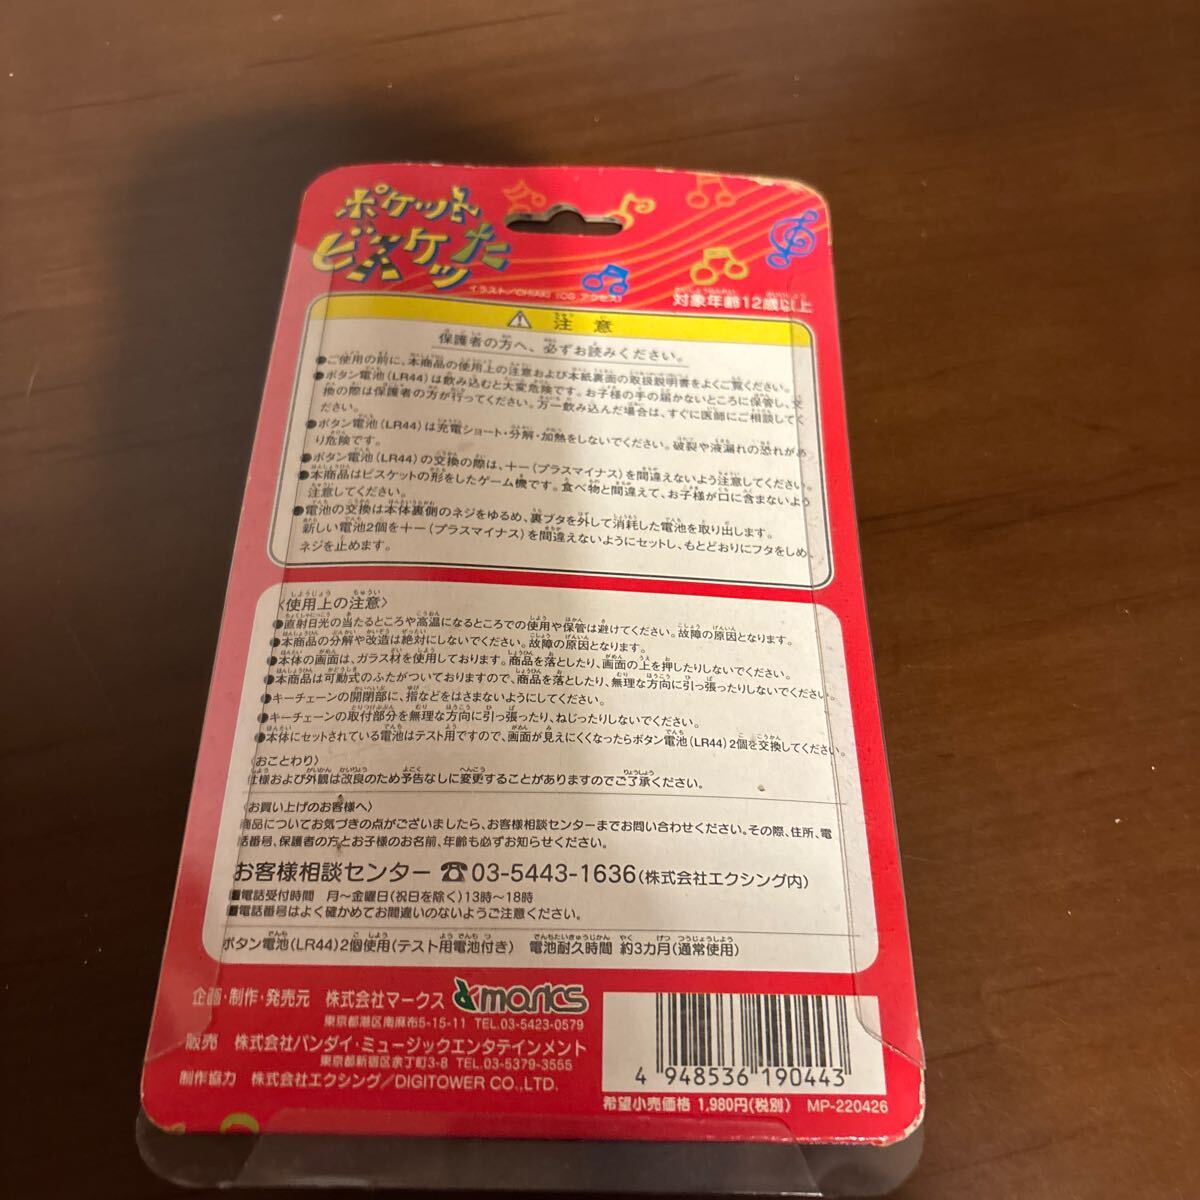 ポケット
ビスケッた
イラスト/CHIAKI TOS アクセス!
対象年齢12歳以上
注意
保護者の方へ、必ずお読みください。
●ご使用の前に、本商品の使用上の注意および本紙裏面の取扱説明書をよくご覧ください。
●ボタン電池(LR44)は飲み込むと大変危険です。お子様の手の届かないところに保管し、交
換の際は保護者の方が行ってください。万一飲み込んだ場合は、すぐに医師にご相談してく
ださい。
●ボタン電池(LR44)は充電ショート・分解・加熱をしないでください。破裂や液漏れの恐れがあ
り危険です。
●ボタン電池(LR44)の交換の際は、+−(プラスマイナス)を間違えないよう注意してください。
●本商品はビスケットの形をしたゲーム機です。食べ物と間違えて、お子様が口に含まないよう
注意してください。
●電池の交換は本体裏側のネジをゆるめ、裏ブタを外して消耗した電池を取り出します。
新しい電池2個を+−(プラスマイナス)を間違えないようにセットし、もとどおりにフタをしめ、
ネジを止めます。
〈使用上の注意〉
●直射日光の当たるところや高温になるところでの使用や保管は避けてください。故障の原因となります。
●本商品の分解や改造は絶対にしないでください。故障の原因となります。
●本体の画面は、ガラス材を使用しております。商品を落としたり、画面の上を押したりしないでください。
●本商品は可動式のふたがついておりますので、商品を落としたり、無理な方向に引っ張ったりしないでください。
●キーチェーンの開閉部に、指などをはさまないようにしてください。
●キーチェーンの取付部分を無理な方向に引っ張ったり、ねじったりしないでください。
●本体にセットされている電池はテスト用ですので、画面が見えにくくなったらボタン電池(LR44)2個を交換してください。
〈おことわり〉
仕様および外観は改良のため予告なしに変更することがありますのでご了承ください。
〈お買い上げのお客様へ〉
商品についてお気づきの点がございましたら、お客様相談センターまでお問い合わせください。その際、住所、電
話番号、保護者の方とお子様のお名前、年齢も必ずお知らせください。
お客様相談センター ☎03-5443-1636(株式会社エクシング内)
■電話受付時間 月〜金曜日(祝日を除く)13時〜18時
■電話番号はよく確かめてお間違いのないようご注意ください。
ボタン電池(LR44)2個使用(テスト用電池付き) 電池耐久時間 約3カ月(通常使用)
企画・制作・発売元 株式会社マークス &marks
東京都港区南麻布5-15-11 TEL.03-5423-0579
販売 株式会社バンダイ・ミュージックエンタテインメント
東京都新宿区余丁町3-8 TEL.03-5379-3555
制作協力 株式会社エクシング/DIGITOWER CO.,LTD.
4 948536 190443
希望小売価格 1,980円(税別) MP-220426